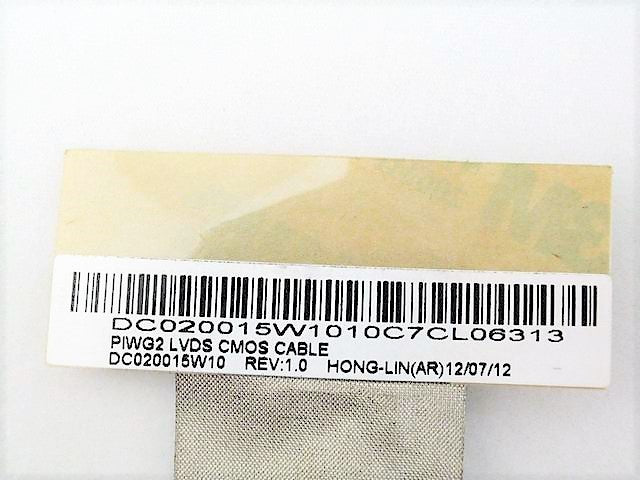 DC020015W1010C7CL06313
PIWG2 LVDS CMOS CABLE
DC020015W10 REV:1.0 HONG-LIN(AR)12/07/12